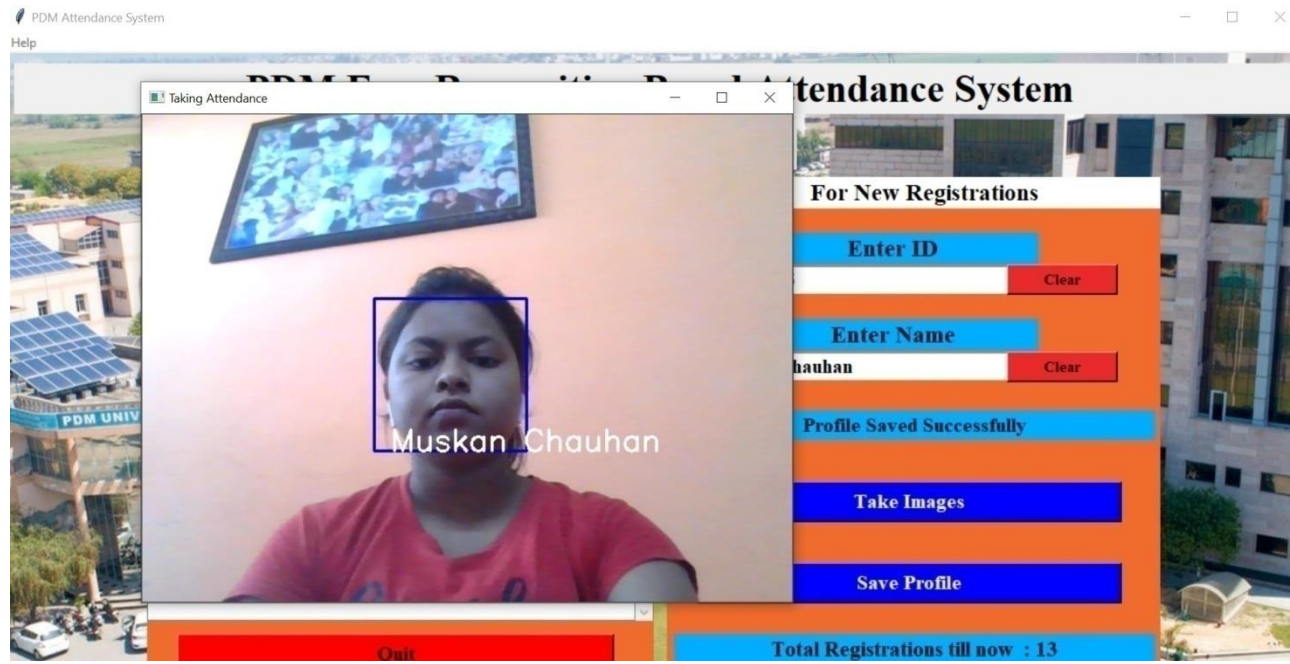 PDM Attendance System
Help
tendance System
Taking Attendance
For New Registrations
Enter ID
Clear
Enter Name
hauhan
Clear
PDM UNIV
Muskan Chauhan
Profile Saved Successfully
Take Images
Save Profile
Quit
Total Registrations till now : 13